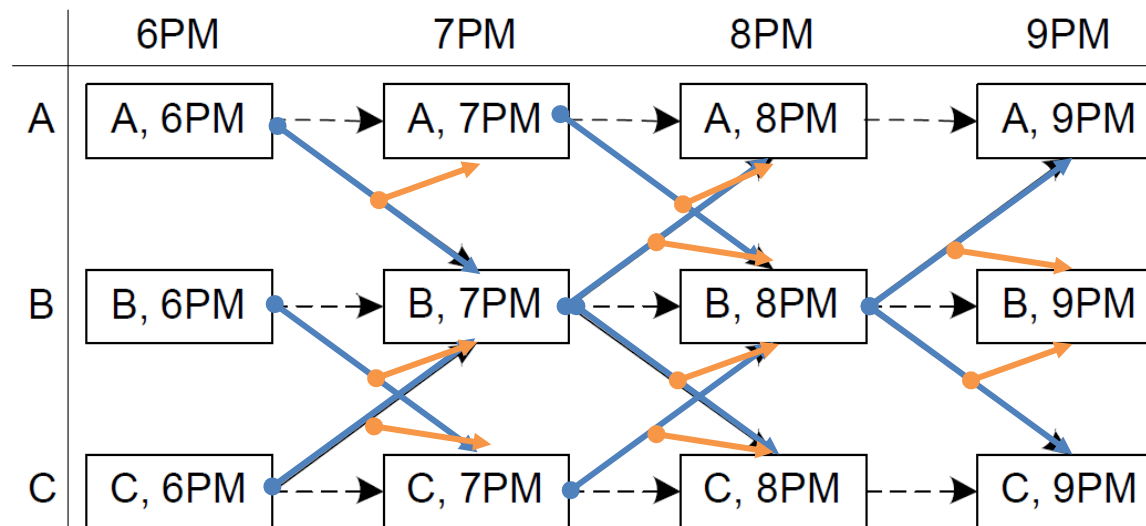 6PM 7PM 8PM 9PM
A A, 6PM A, 7PM A, 8PM A, 9PM
B B, 6PM B, 7PM B, 8PM B, 9PM
C C, 6PM C, 7PM C, 8PM C, 9PM